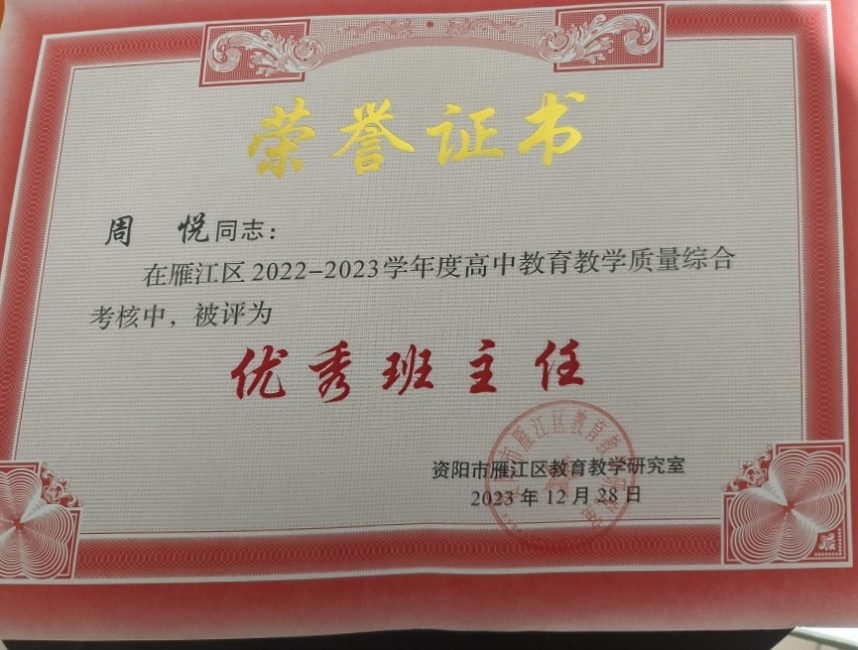 荣誉证书
周 悦同志：
在雁江区2022-2023学年度高中教育教学质量综合
考核中，被评为
优秀班主任
资阳市雁江区教育教学研究室
2023年12月28日